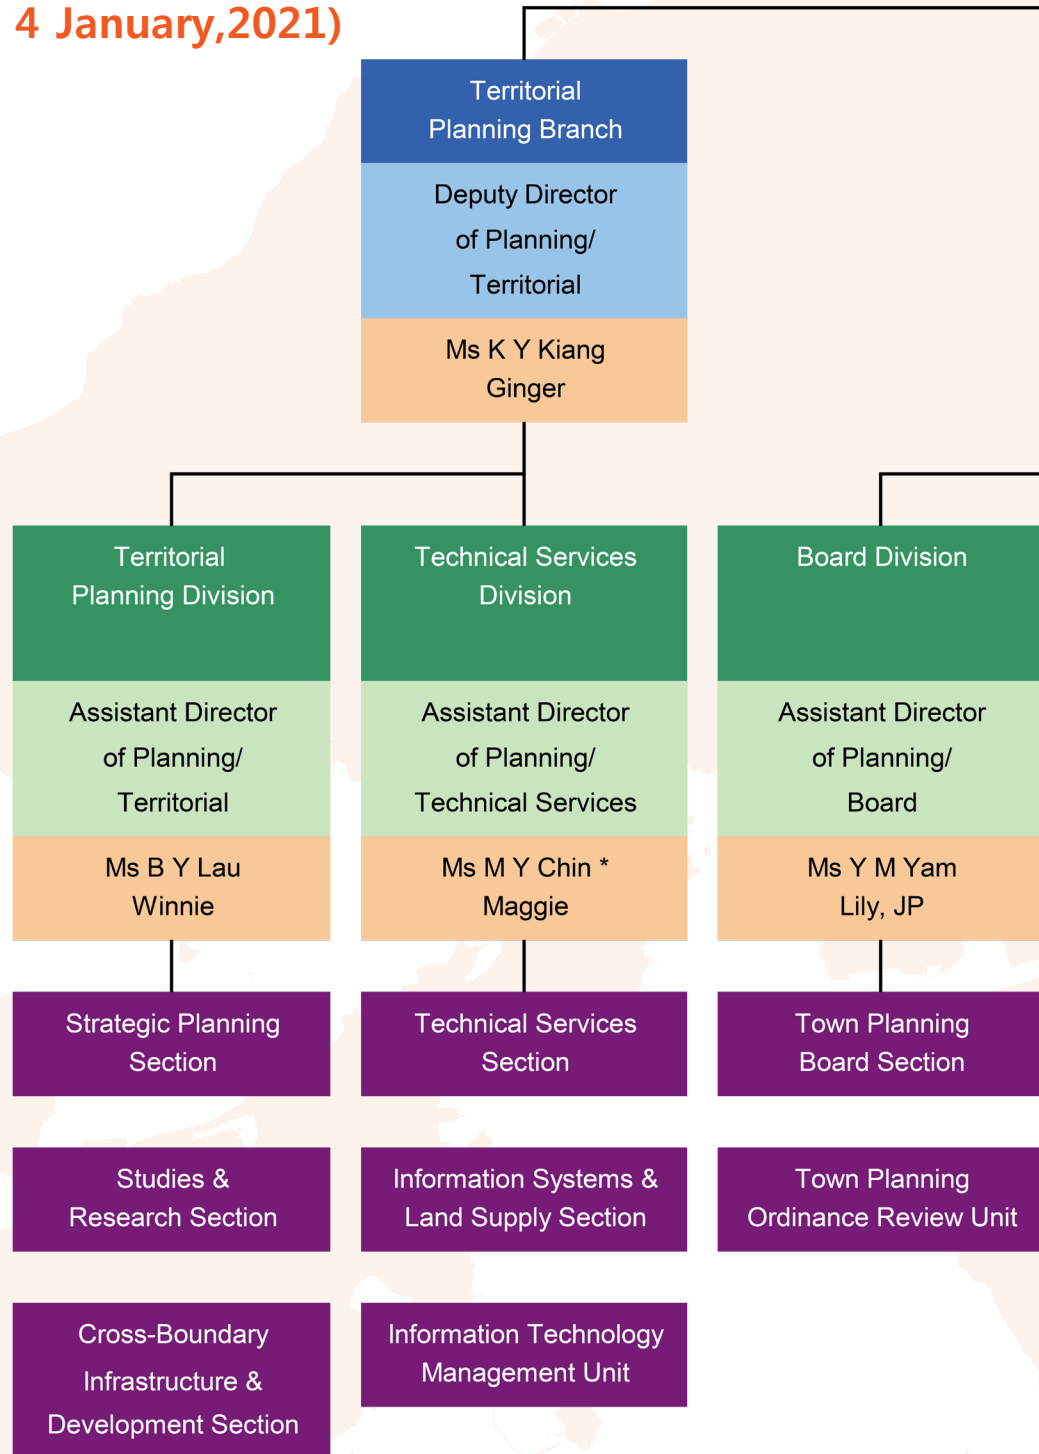 4 January,2021)
Territorial
Planning Branch
Deputy Director
of Planning/
Territorial
Ms K Y Kiang
Ginger
Territorial
Planning Division
Assistant Director
of Planning/
Territorial
Ms B Y Lau
Winnie
Strategic Planning
Section
Studies &
Research Section
Cross-Boundary
Infrastructure &
Development Section
Technical Services
Division
Assistant Director
of Planning/
Technical Services
Ms M Y Chin *
Maggie
Technical Services
Section
Information Systems &
Land Supply Section
Information Technology
Management Unit
Board Division
Assistant Director
of Planning/
Board
Ms Y M Yam
Lily, JP
Town Planning
Board Section
Town Planning
Ordinance Review Unit